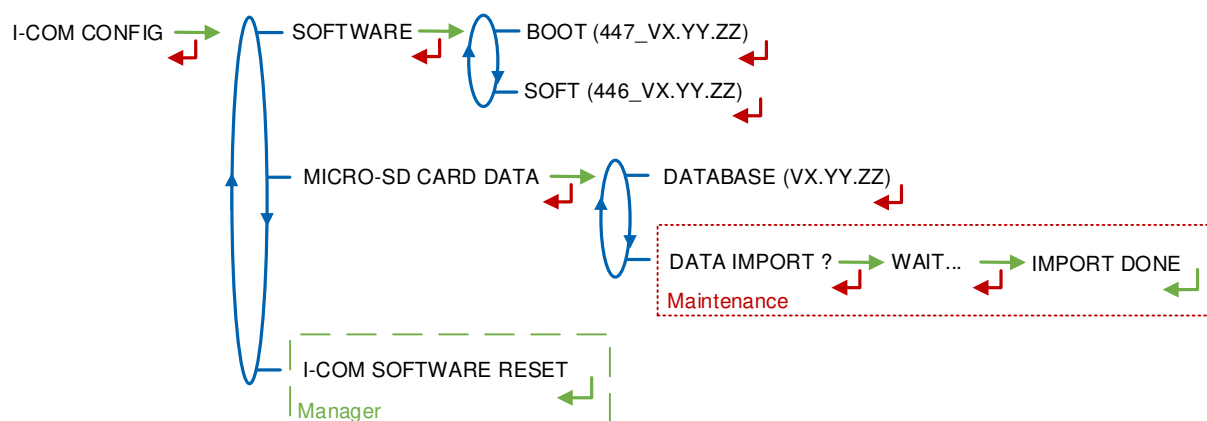 I-COM CONFIG
SOFTWARE
BOOT (447_VX.YY.ZZ)
SOFT (446_VX.YY.ZZ)
MICRO-SD CARD DATA
DATABASE (VX.YY.ZZ)
DATA IMPORT ?
WAIT...
IMPORT DONE
Maintenance
I-COM SOFTWARE RESET
Manager